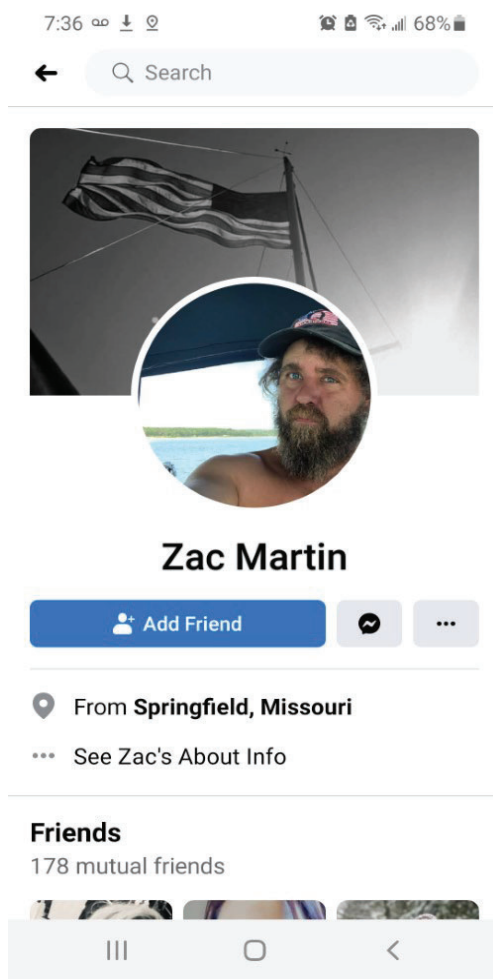 7:36 68%
Search
Zac Martin
Add Friend
From Springfield, Missouri
See Zac's About Info
Friends
178 mutual friends